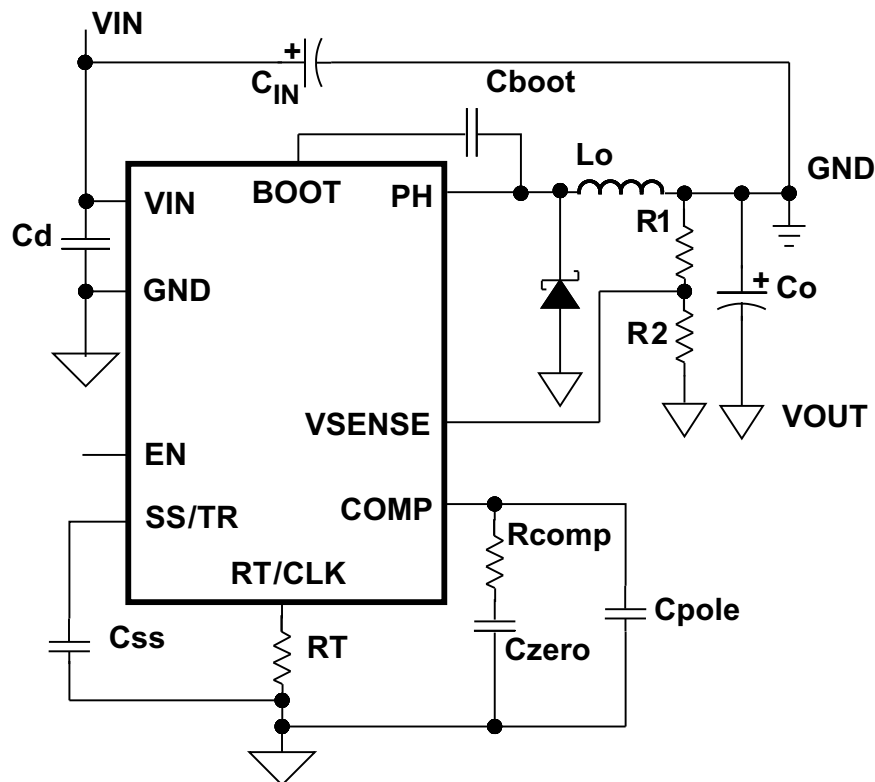 VIN
+
CIN
Cboot
Lo
GND
BOOT
PH
VIN
R1
Cd
GND
+
Co
R2
VSENSE
VOUT
EN
SS/TR
COMP
Rcomp
RT/CLK
Cpole
Css
RT
Czero